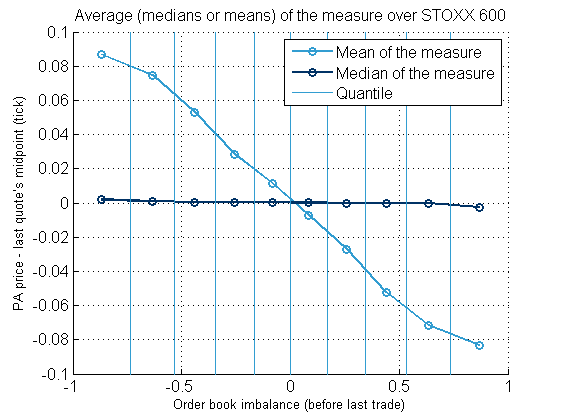 Average (medians or means) of the measure over STOXX 600
0.1
0.08
0.06
0.04
0.02
0
-0.02
-0.04
-0.06
-0.08
-0.1
PA price - last quote's midpoint (tick)
Mean of the measure
Median of the measure
Quantile
-1
-0.5
0
0.5
1
Order book imbalance (before last trade)